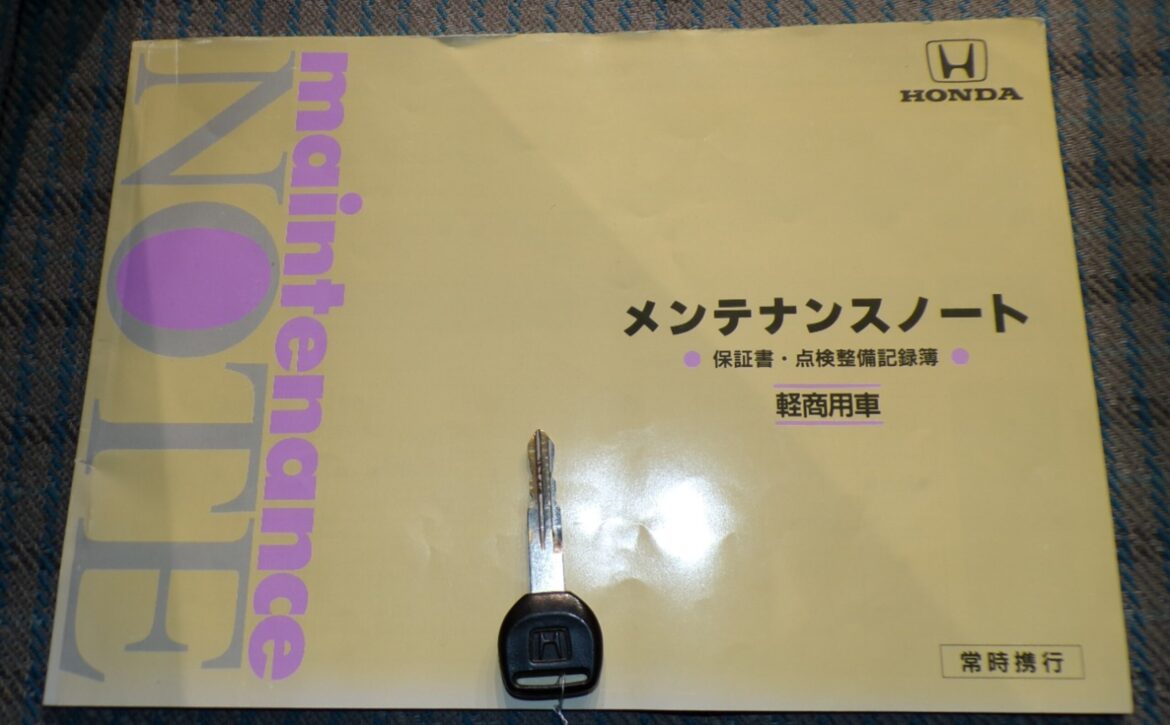 NOTE
maintenance
HONDA
メンテナンスノート
保証書・点検整備記録簿
軽商用車
常時携行